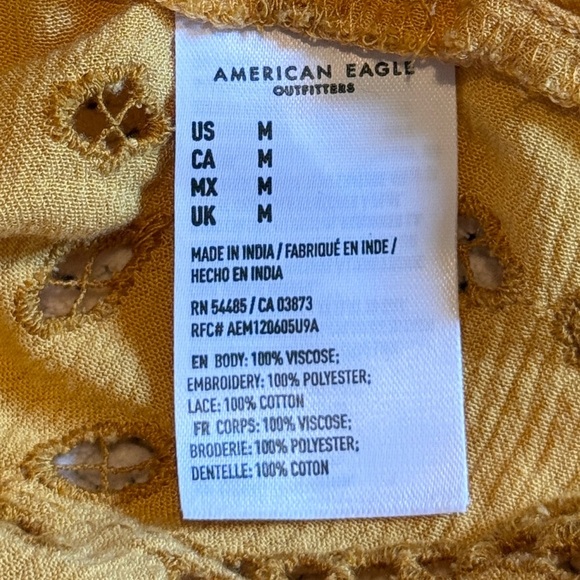 AMERICAN EAGLE
OUTFITTERS
US M
CA M
MX M
UK M
MADE IN INDIA / FABRIQUÉ EN INDE /
HECHO EN INDIA
RN 54485 / CA 03873
RFC# AEM120605U9A
EN BODY: 100% VISCOSE;
EMBROIDERY: 100% POLYESTER;
LACE: 100% COTTON
FR CORPS: 100% VISCOSE;
BRODERIE: 100% POLYESTER;
DENTELLE: 100% COTON